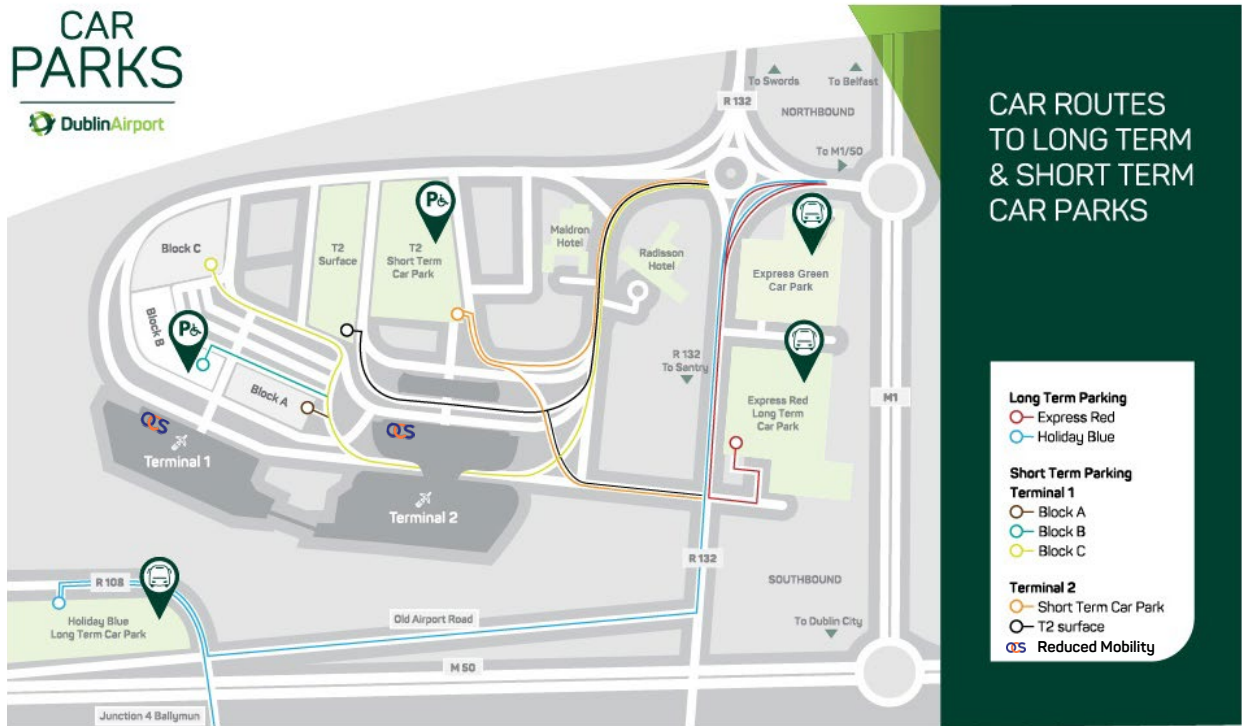 CAR
PARKS
DublinAirport
To Swords
To Belfast
R 132
NORTHBOUND
To M1/50
Block C
T2
Surface
T2
Short Term
Car Park
P
Maldron
Hotel
Radisson
Hotel
Express Green
Car Park
Block B
P
Block A
R 132
To Santry
Express Red
Long Term
Car Park
M1
OCS
Terminal 1
OCS
Terminal 2
R 132
SOUTHBOUND
R 108
Holiday Blue
Long Term Car Park
Old Airport Road
To Dublin City
M 50
Junction 4 Ballymun
CAR ROUTES
TO LONG TERM
& SHORT TERM
CAR PARKS
Long Term Parking
Express Red
Holiday Blue
Short Term Parking
Terminal 1
Block A
Block B
Block C
Terminal 2
Short Term Car Park
T2 surface
OCS Reduced Mobility